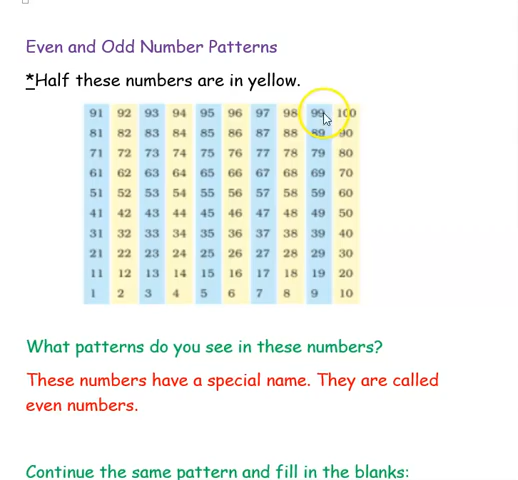 Even and Odd Number Patterns
*Half these numbers are in yellow.
91 92 93 94 95 96 97 98 99 100
81 82 83 84 85 86 87 88 89 90
71 72 73 74 75 76 77 78 79 80
61 62 63 64 65 66 67 68 69 70
51 52 53 54 55 56 57 58 59 60
41 42 43 44 45 46 47 48 49 50
31 32 33 34 35 36 37 38 39 40
21 22 23 24 25 26 27 28 29 30
11 12 13 14 15 16 17 18 19 20
1 2 3 4 5 6 7 8 9 10
What patterns do you see in these numbers?
These numbers have a special name. They are called
even numbers.
Continue the same pattern and fill in the blanks: